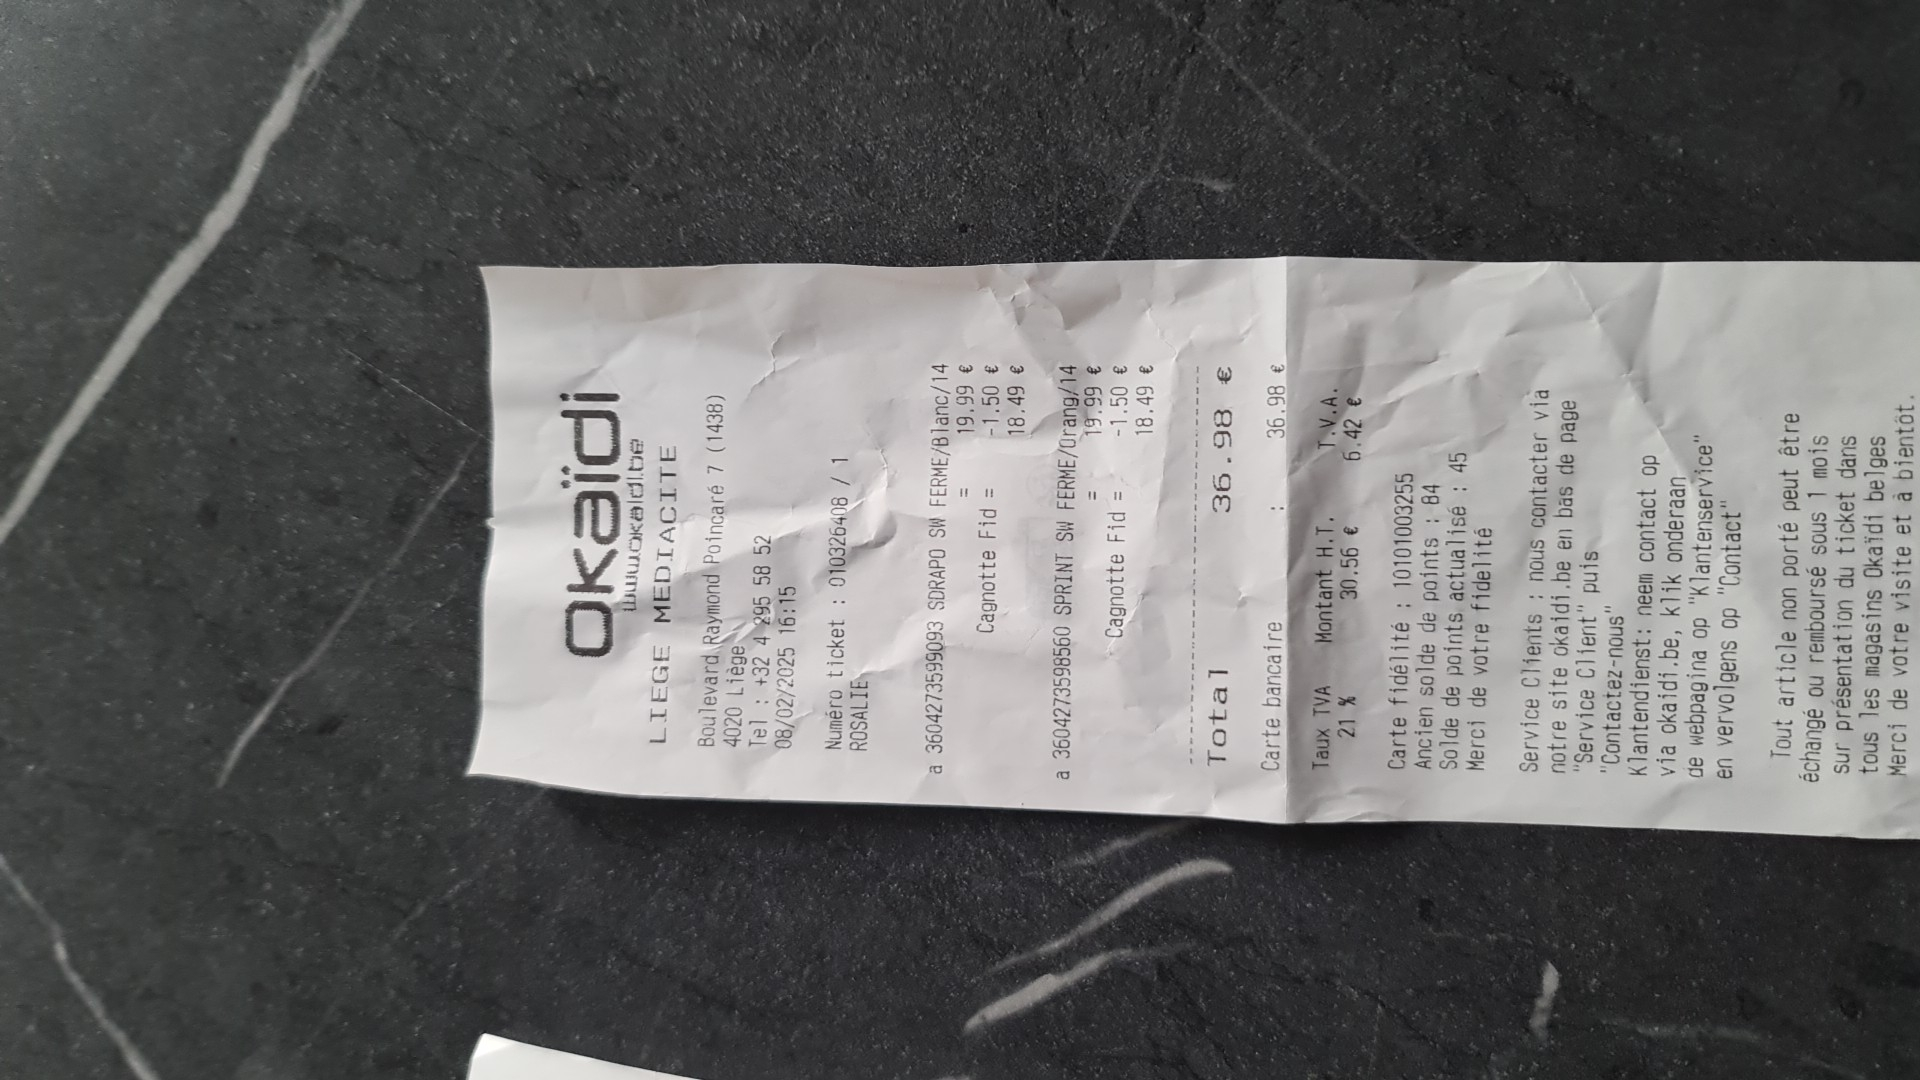 okaïdi
www.okaidi.be
LIEGE MEDIACITE
Boulevard Raymond Poincaré 7 (1438)
4020 Liège
Tel : +32 4 295 58 52
08/02/2025 16:15
Numéro ticket : 010326408 / 1
ROSALIE
a 3604273599093 SDRAPO SW FERME/Blanc/14
= 19.99 €
Cagnotte Fid = -1.50 €
18.49 €
a 3604273598560 SPRINT SW FERME/Orang/14
= 19.99 €
Cagnotte Fid = -1.50 €
18.49 €
Total 36.98 €
Carte bancaire : 36.98 €
Taux TVA Montant H.T. T.V.A.
21 % 30.56 € 6.42 €
Carte fidélité : 10101003255
Ancien solde de points : 84
Solde de points actualisé : 45
Merci de votre fidelité
Service Clients : nous contacter via
notre site okaidi.be en bas de page
"Service Client" puis
"Contactez-nous"
Klantendienst: neem contact op
via okaidi.be, klik onderaan
de webpagina op "Klantenservice"
en vervolgens op "Contact"
Tout article non porté peut être
échangé ou remboursé sous 1 mois
sur présentation du ticket dans
tous les magasins Okaïdi belges
Merci de votre visite et à bientôt.